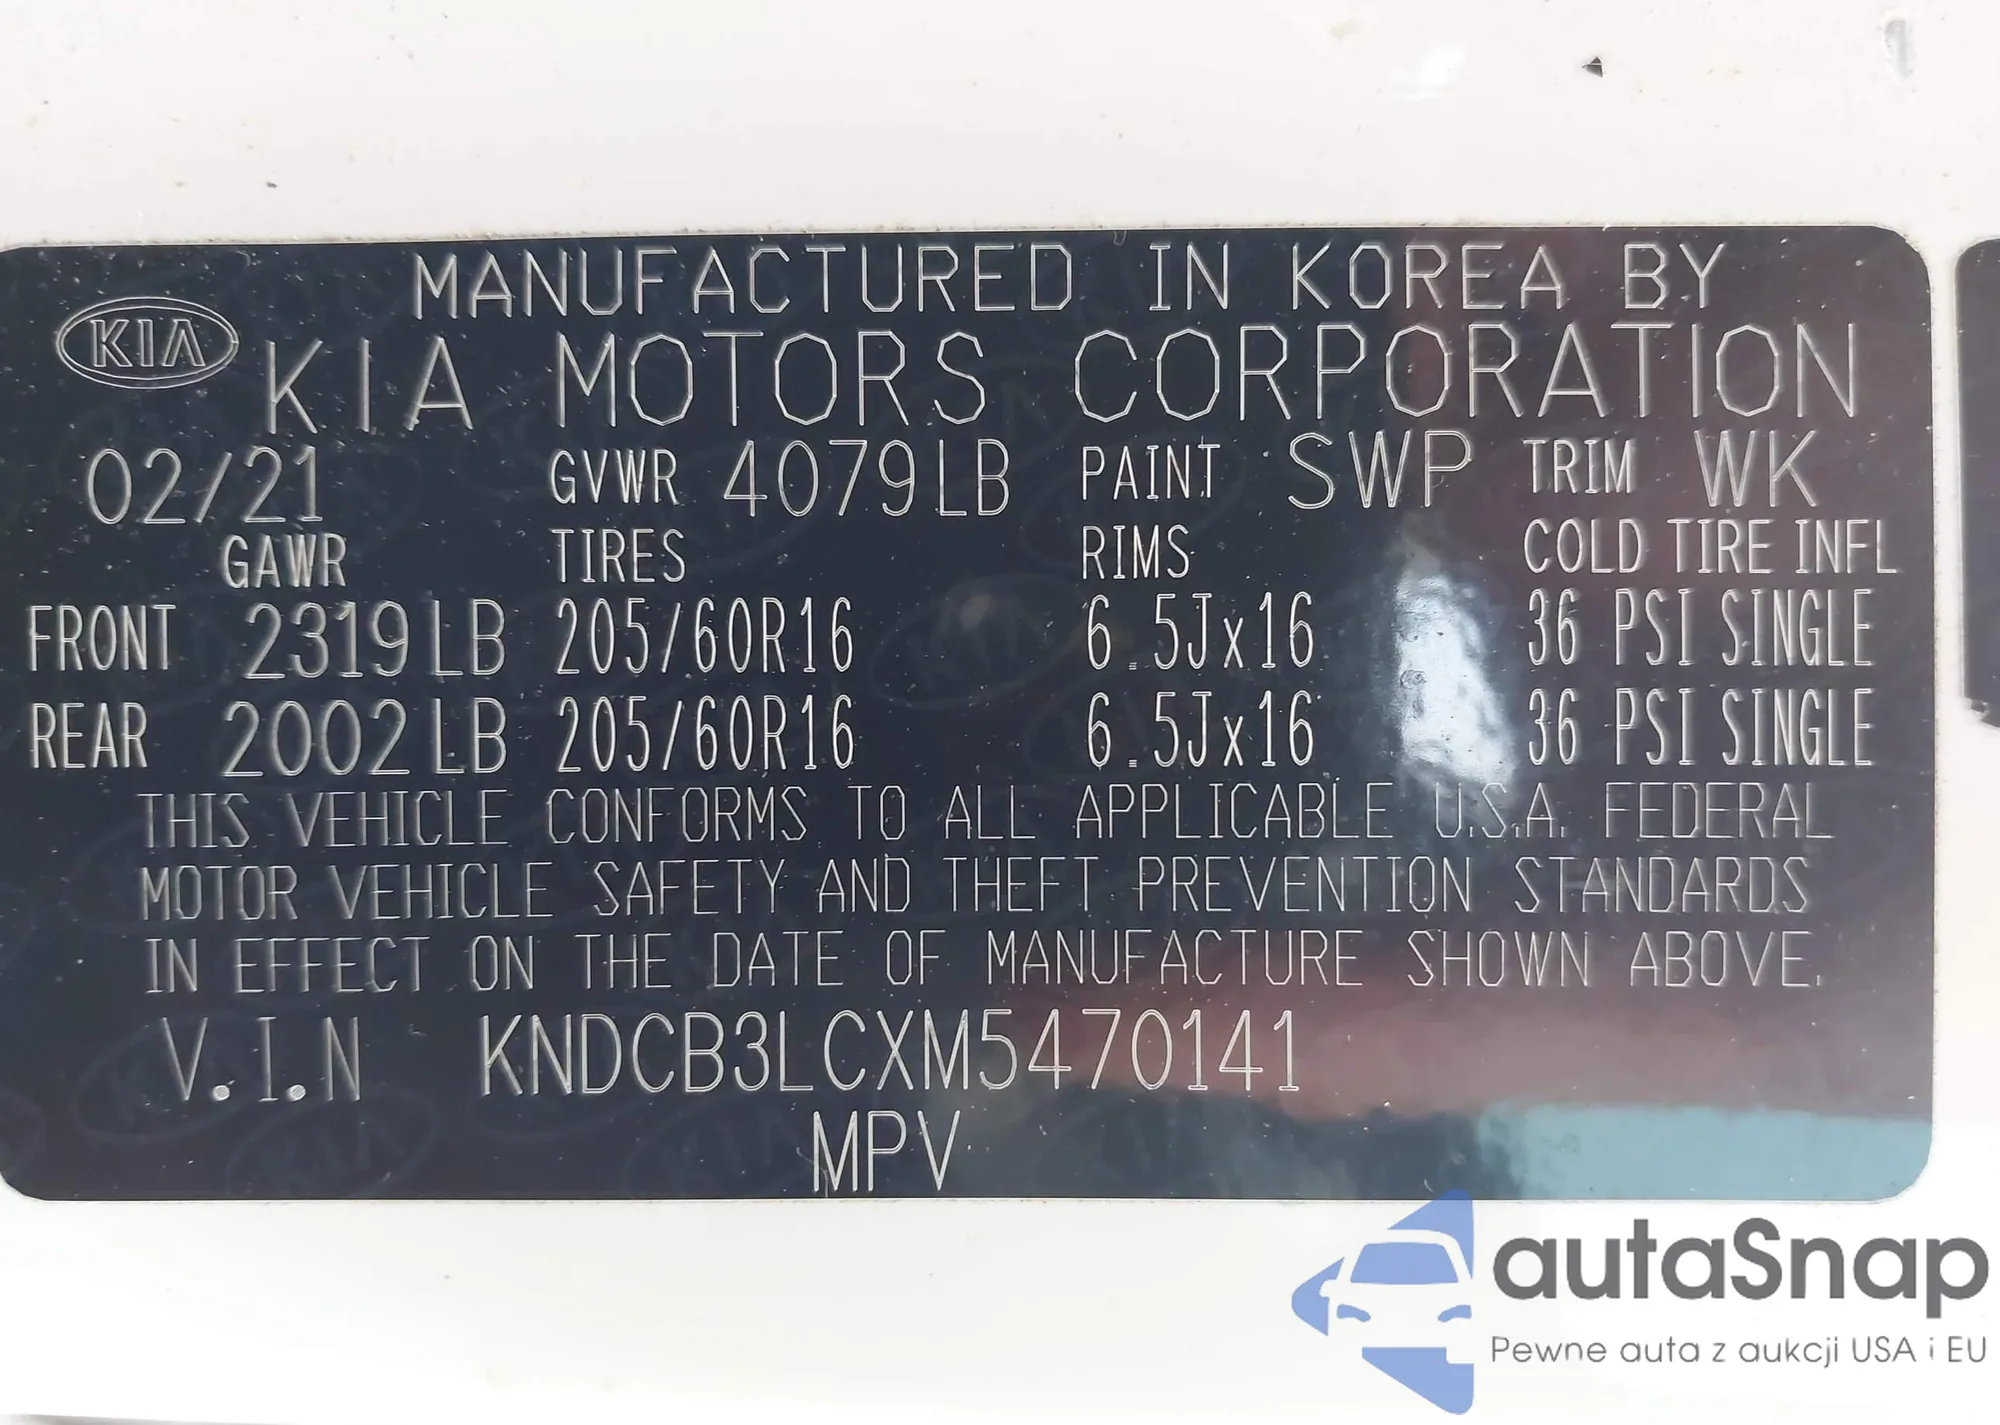 MANUFACTURED IN KOREA BY
KIA KIA MOTORS CORPORATION
02/21 GVWR 4079LB PAINT SWP TRIM WK
GAWR TIRES RIMS COLD TIRE INFL
FRONT 2319LB 205/60R16 6.5Jx16 36 PSI SINGLE
REAR 2002LB 205/60R16 6.5Jx16 36 PSI SINGLE
THIS VEHICLE CONFORMS TO ALL APPLICABLE U.S.A. FEDERAL
MOTOR VEHICLE SAFETY AND THEFT PREVENTION STANDARDS
IN EFFECT ON THE DATE OF MANUFACTURE SHOWN ABOVE.
V.I.N KNDCB3LCXM5470141
MPV
autaSnap
Pewne auta z aukcji USA i EU